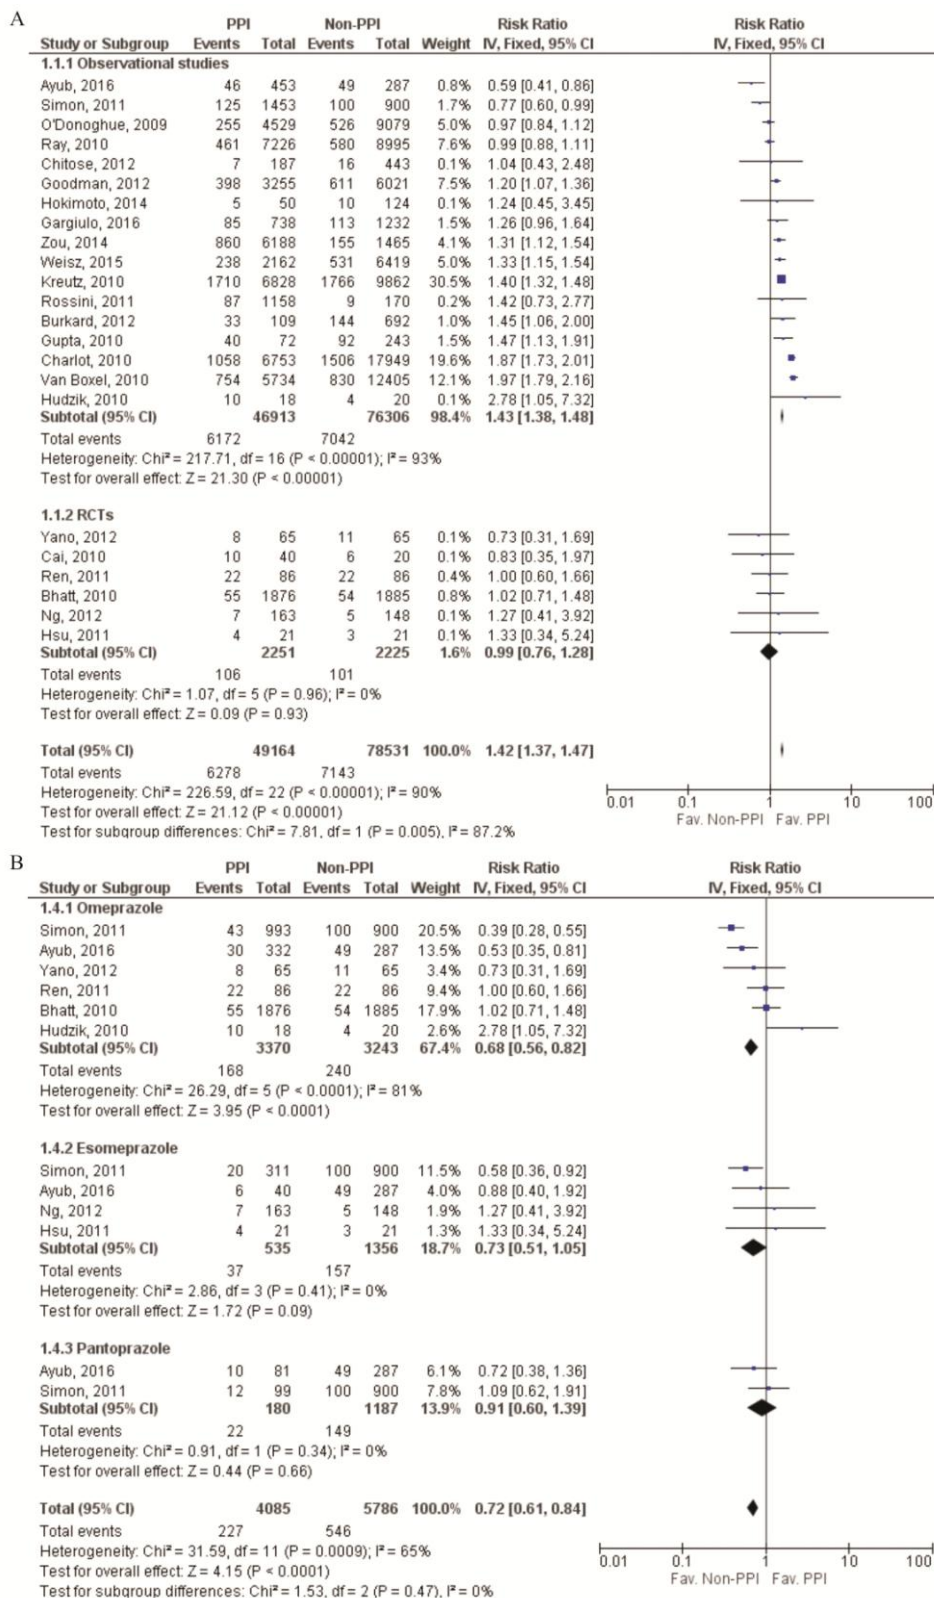 A
PPI Non-PPI Risk Ratio Risk Ratio
Study or Subgroup Events Total Events Total Weight IV, Fixed, 95% CI IV, Fixed, 95% CI
1.1.1 Observational studies
Ayub, 2016 46 453 49 287 0.8% 0.59 [0.41, 0.86]
Simon, 2011 125 1453 100 900 1.7% 0.77 [0.60, 0.99]
O'Donoghue, 2009 255 4529 526 9079 5.0% 0.97 [0.84, 1.12]
Ray, 2010 461 7226 580 8995 7.6% 0.99 [0.88, 1.11]
Chitose, 2012 7 187 16 443 0.1% 1.04 [0.43, 2.48]
Goodman, 2012 398 3255 611 6021 7.5% 1.20 [1.07, 1.36]
Hokimoto, 2014 5 50 10 124 0.1% 1.24 [0.45, 3.45]
Gargiulo, 2016 85 738 113 1232 1.3% 1.26 [0.96, 1.64]
Zou, 2014 860 6188 155 1465 4.1% 1.31 [1.12, 1.54]
Weisz, 2015 238 2162 531 6419 5.0% 1.33 [1.15, 1.54]
Kreutz, 2010 1710 6828 1766 9862 30.5% 1.40 [1.32, 1.48]
Rossini, 2011 87 1158 9 170 0.2% 1.42 [0.73, 2.77]
Burkard, 2012 33 109 144 692 1.0% 1.45 [1.06, 2.00]
Gupta, 2010 40 72 92 243 1.5% 1.47 [1.13, 1.91]
Charlot, 2010 1058 6753 1506 17949 19.6% 1.87 [1.73, 2.01]
Van Boxel, 2010 754 5734 830 12405 12.1% 1.97 [1.79, 2.16]
Hudzik, 2010 10 18 4 20 0.1% 2.78 [1.05, 7.32]
Subtotal (95% CI) 46913 76306 98.4% 1.43 [1.38, 1.48]
Total events 6172 7042
Heterogeneity: Chi² = 217.71, df = 16 (P < 0.00001); I² = 93%
Test for overall effect: Z = 21.30 (P < 0.00001)
1.1.2 RCTs
Yano, 2012 8 65 11 65 0.1% 0.73 [0.31, 1.69]
Cai, 2010 10 40 6 20 0.1% 0.83 [0.35, 1.97]
Ren, 2011 22 86 22 86 0.4% 1.00 [0.60, 1.66]
Bhatt, 2010 55 1876 54 1885 0.8% 1.02 [0.71, 1.48]
Ng, 2012 7 163 5 148 0.1% 1.27 [0.41, 3.92]
Hsu, 2011 4 21 3 21 0.1% 1.33 [0.34, 5.24]
Subtotal (95% CI) 2251 2225 1.6% 0.99 [0.76, 1.28]
Total events 106 101
Heterogeneity: Chi² = 1.07, df = 5 (P = 0.96); I² = 0%
Test for overall effect: Z = 0.09 (P = 0.93)
Total (95% CI) 49164 78531 100.0% 1.42 [1.37, 1.47]
Total events 6278 7143
Heterogeneity: Chi² = 226.59, df = 22 (P < 0.00001); I² = 90%
Test for overall effect: Z = 21.12 (P < 0.00001)
Test for subgroup differences: Chi² = 7.81, df = 1 (P = 0.005), I² = 87.2%
0.01 0.1 1 10 100
Fav. Non-PPI Fav. PPI
B
PPI Non-PPI Risk Ratio Risk Ratio
Study or Subgroup Events Total Events Total Weight IV, Fixed, 95% CI IV, Fixed, 95% CI
1.4.1 Omeprazole
Simon, 2011 43 993 100 900 20.5% 0.39 [0.28, 0.55]
Ayub, 2016 30 332 49 287 13.5% 0.53 [0.35, 0.81]
Yano, 2012 8 65 11 65 3.4% 0.73 [0.31, 1.69]
Ren, 2011 22 86 22 86 9.4% 1.00 [0.60, 1.66]
Bhatt, 2010 55 1876 54 1885 17.9% 1.02 [0.71, 1.48]
Hudzik, 2010 10 18 4 20 2.6% 2.78 [1.05, 7.32]
Subtotal (95% CI) 3370 3243 67.4% 0.68 [0.56, 0.82]
Total events 168 240
Heterogeneity: Chi² = 26.29, df = 5 (P < 0.0001); I² = 81%
Test for overall effect: Z = 3.95 (P < 0.0001)
1.4.2 Esomeprazole
Simon, 2011 20 311 100 900 11.5% 0.58 [0.36, 0.92]
Ayub, 2016 6 40 49 287 4.0% 0.88 [0.40, 1.92]
Ng, 2012 7 163 5 148 1.9% 1.27 [0.41, 3.92]
Hsu, 2011 4 21 3 21 1.3% 1.33 [0.34, 5.24]
Subtotal (95% CI) 535 1356 18.7% 0.73 [0.51, 1.05]
Total events 37 157
Heterogeneity: Chi² = 2.86, df = 3 (P = 0.41); I² = 0%
Test for overall effect: Z = 1.72 (P = 0.09)
1.4.3 Pantoprazole
Ayub, 2016 10 81 49 287 6.1% 0.72 [0.38, 1.36]
Simon, 2011 12 99 100 900 7.8% 1.09 [0.62, 1.91]
Subtotal (95% CI) 180 1187 13.9% 0.91 [0.60, 1.39]
Total events 22 149
Heterogeneity: Chi² = 0.91, df = 1 (P = 0.34); I² = 0%
Test for overall effect: Z = 0.44 (P = 0.66)
Total (95% CI) 4085 5786 100.0% 0.72 [0.61, 0.84]
Total events 227 546
Heterogeneity: Chi² = 31.59, df = 11 (P = 0.0009); I² = 65%
Test for overall effect: Z = 4.15 (P < 0.0001)
Test for subgroup differences: Chi² = 1.53, df = 2 (P = 0.47), I² = 0%
0.01 0.1 1 10 100
Fav. Non-PPI Fav. PPI